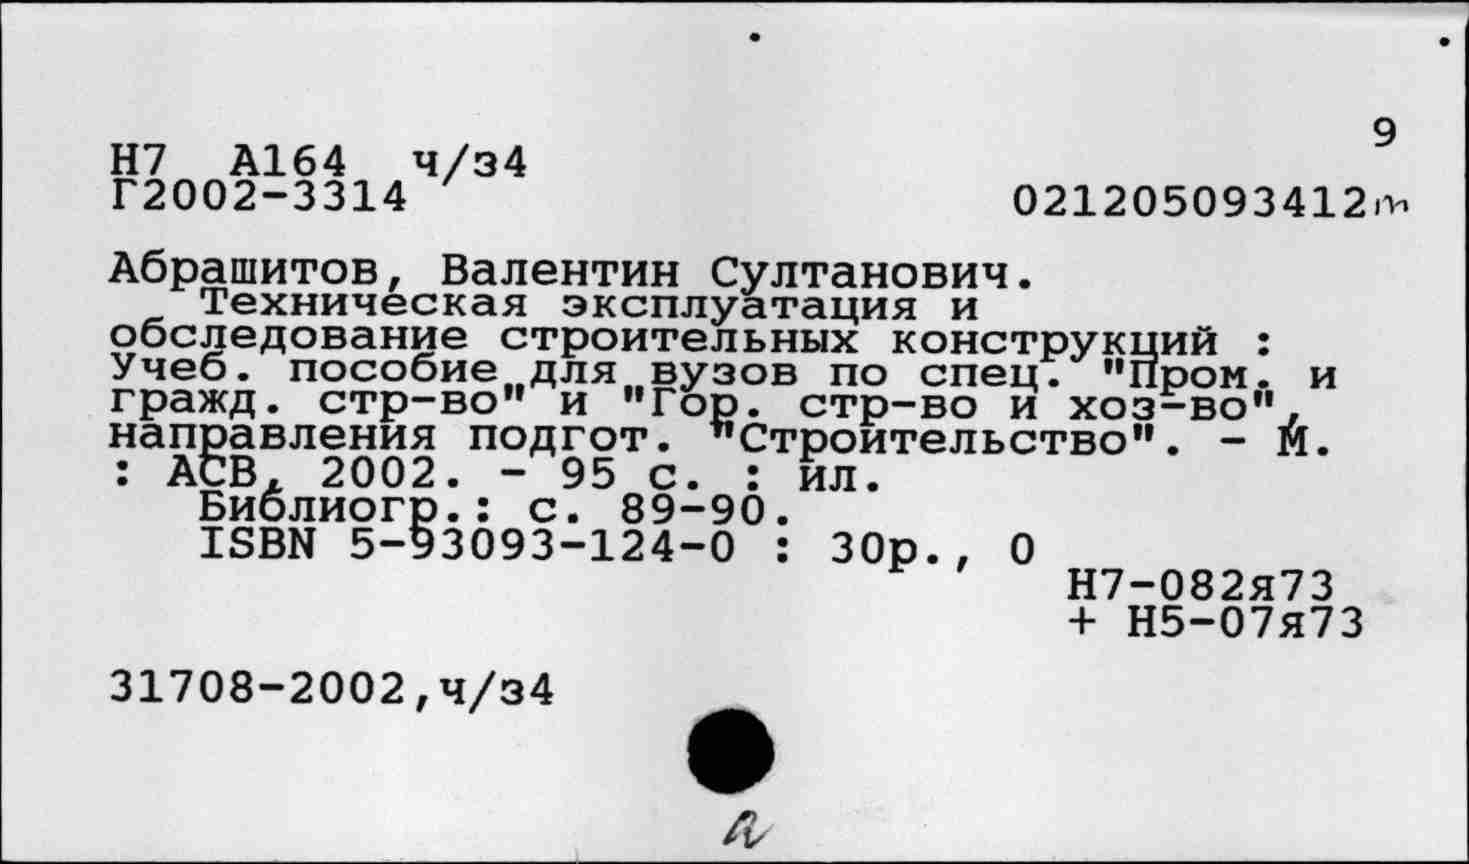 9
Н7 А164 ч/з4
Г2002-3314 021205093412
Абрашитов, Валентин Султанович.
Техническая эксплуатация и
обследование строительных конструкций :
Учеб. пособие для вузов по спец. "Пром. и
гражд. стр-во" и "Гор. стр-во и хоз-во",
направления подгот. "Строительство". - М.
: АСВ, 2002. - 95 с. : ил.
Библиогр.: с. 89-90.
ISBN 5-93093-124-0 : 30р., 0
Н7-082я73
+ Н5-07я73
31708-2002,ч/з4